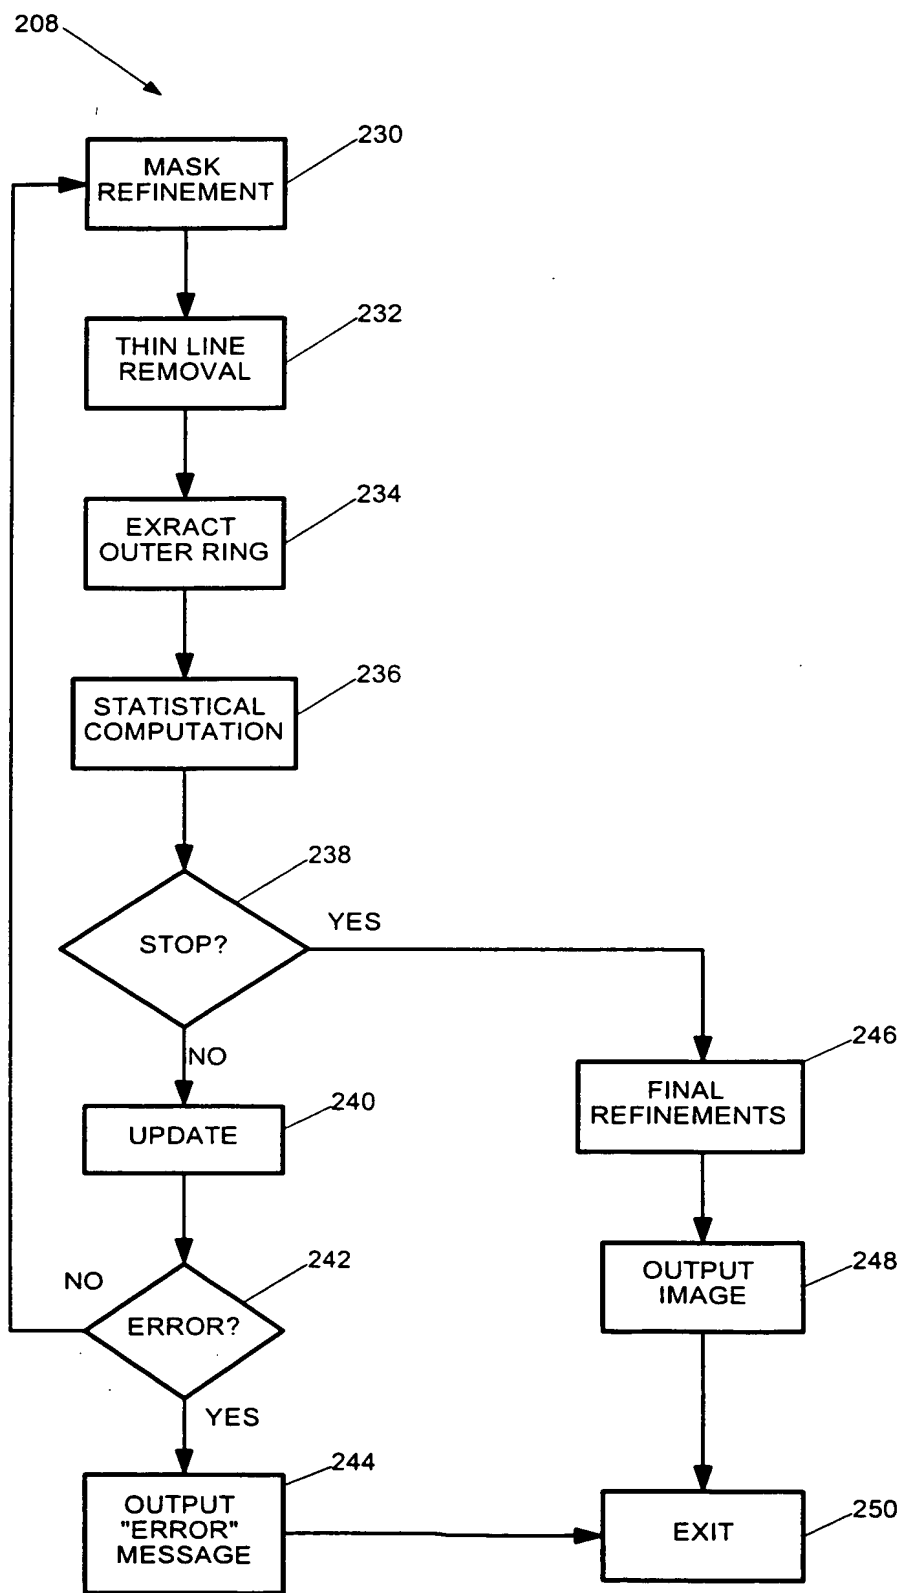 208
230
MASK
REFINEMENT
232
THIN LINE
REMOVAL
234
EXRACT
OUTER RING
236
STATISTICAL
COMPUTATION
238
STOP?
YES
NO
246
FINAL
REFINEMENTS
240
UPDATE
242
NO
ERROR?
248
OUTPUT
IMAGE
YES
244
OUTPUT
"ERROR"
MESSAGE
EXIT
250